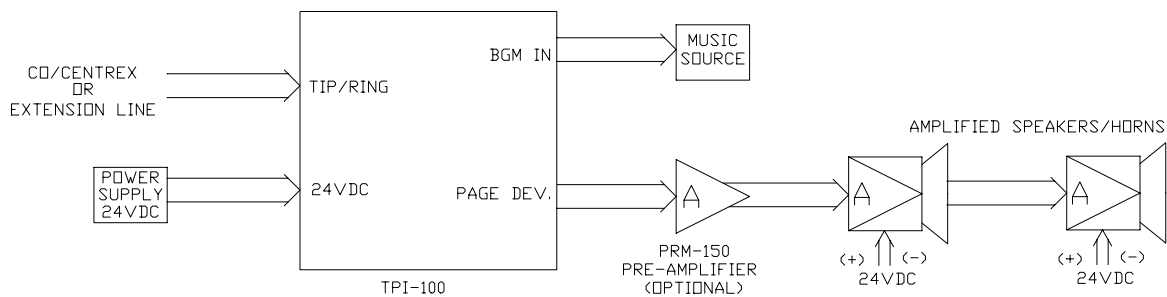 CO/CENTREX
OR
EXTENSION LINE
POWER
SUPPLY
24VDC
TIP/RING
24VDC
BGM IN
PAGE DEV.
TPI-100
MUSIC
SOURCE
A
PRM-150
PRE-AMPLIFIER
(OPTIONAL)
AMPLIFIED SPEAKERS/HORNS
A
(+) (-)
24VDC
A
(+) (-)
24VDC